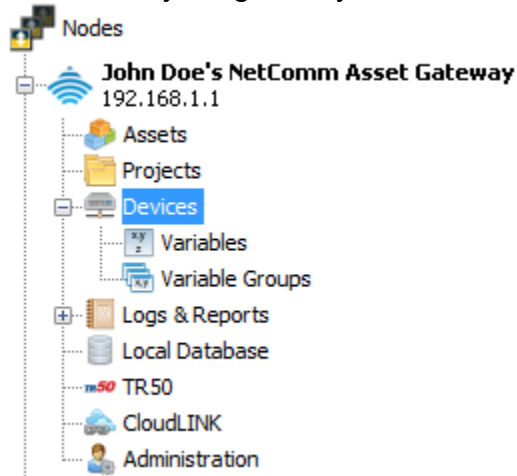 Nodes
John Doe's NetComm Asset Gateway
192.168.1.1
Assets
Projects
Devices
x,y
z
Variables
x,y
Variable Groups
Logs & Reports
Local Database
TR50 TR50
CloudLINK
Administration